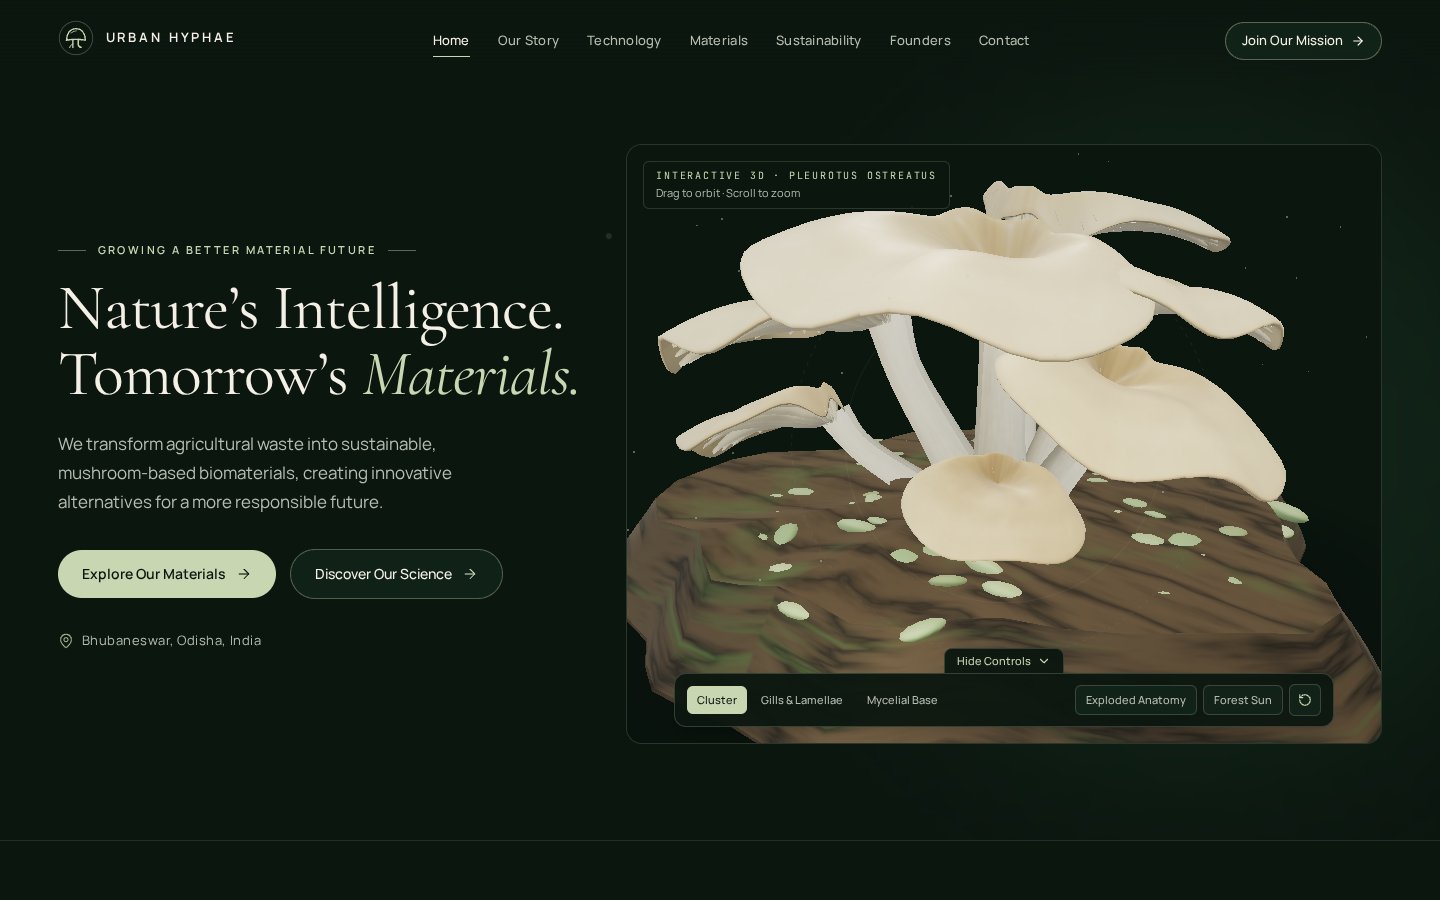 URBAN HYPHAE
Home
Our Story
Technology
Materials
Sustainability
Founders
Contact
Join Our Mission
GROWING A BETTER MATERIAL FUTURE
Nature’s Intelligence.
Tomorrow’s Materials.
We transform agricultural waste into sustainable,
mushroom-based biomaterials, creating innovative
alternatives for a more responsible future.
Explore Our Materials
Discover Our Science
Bhubaneswar, Odisha, India
INTERACTIVE 3D · PLEUROTUS OSTREATUS
Drag to orbit · Scroll to zoom
Hide Controls
Cluster
Gills & Lamellae
Mycelial Base
Exploded Anatomy
Forest Sun